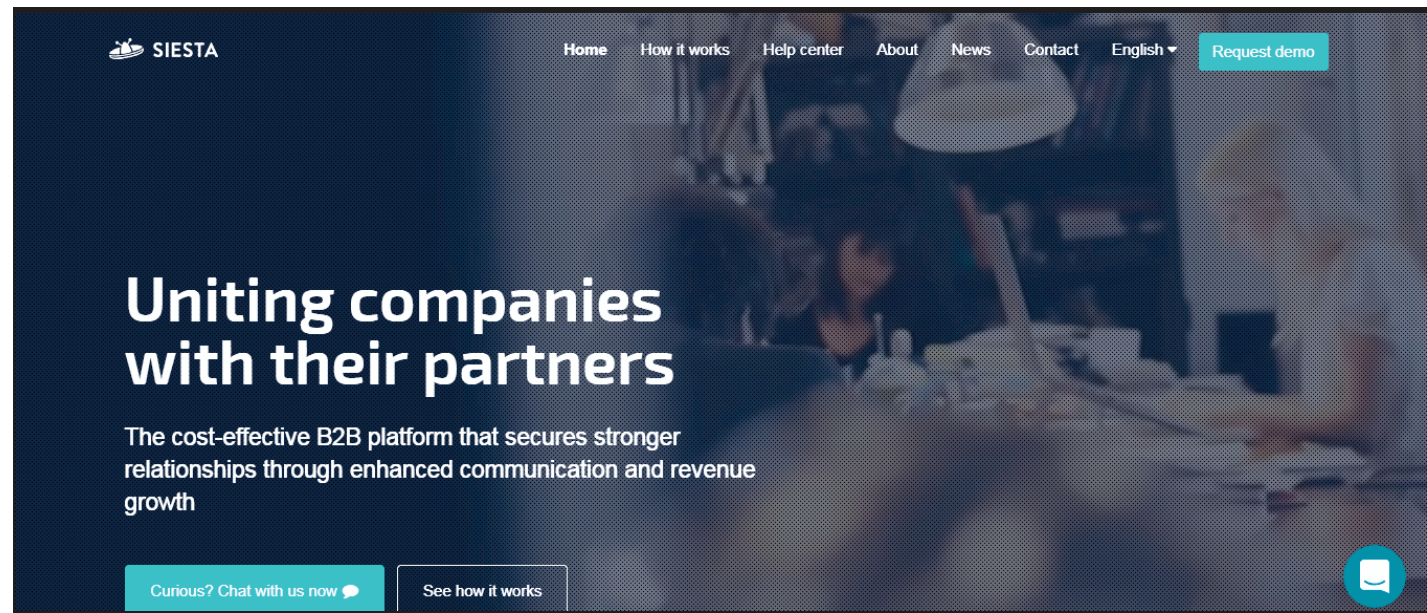 SIESTA
Home How it works Help center About News Contact English Request demo
Uniting companies
with their partners
The cost-effective B2B platform that secures stronger
relationships through enhanced communication and revenue
growth
Curious? Chat with us now See how it works